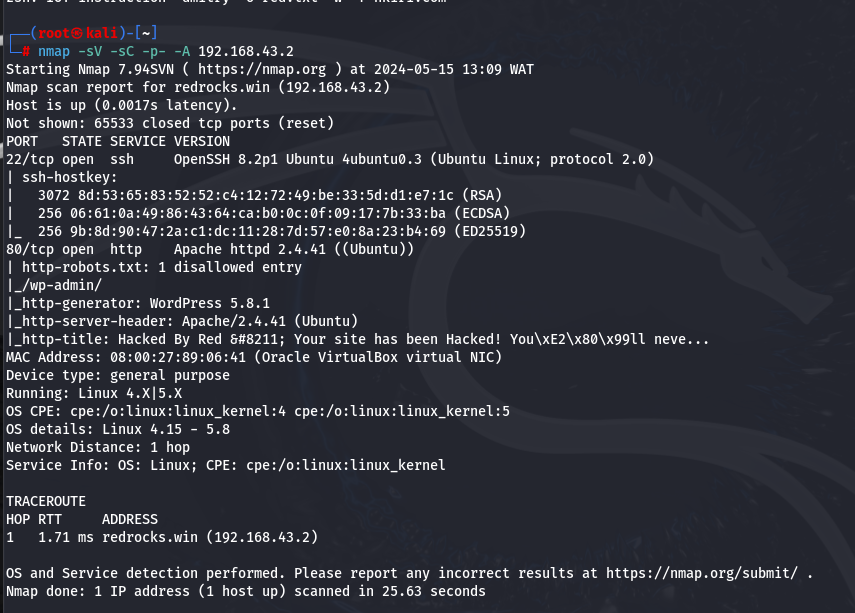 ┌──(root㉿kali)-[~]
└─# nmap -sV -sC -p- -A 192.168.43.2
Starting Nmap 7.94SVN ( https://nmap.org ) at 2024-05-15 13:09 WAT
Nmap scan report for redrocks.win (192.168.43.2)
Host is up (0.0017s latency).
Not shown: 65533 closed tcp ports (reset)
PORT   STATE SERVICE VERSION
22/tcp open  ssh     OpenSSH 8.2p1 Ubuntu 4ubuntu0.3 (Ubuntu Linux; protocol 2.0)
| ssh-hostkey:
|   3072 8d:53:65:83:52:52:c4:12:72:49:be:33:5d:d1:e7:1c (RSA)
|   256 06:61:0a:49:86:43:64:ca:b0:0c:0f:09:17:7b:33:ba (ECDSA)
|_  256 9b:8d:90:47:2a:c1:dc:11:28:7d:57:e0:8a:23:b4:69 (ED25519)
80/tcp open  http    Apache httpd 2.4.41 ((Ubuntu))
| http-robots.txt: 1 disallowed entry
|_/wp-admin/
|_http-generator: WordPress 5.8.1
|_http-server-header: Apache/2.4.41 (Ubuntu)
|_http-title: Hacked By Red &#8211; Your site has been Hacked! You\xE2\x80\x99ll neve...
MAC Address: 08:00:27:89:06:41 (Oracle VirtualBox virtual NIC)
Device type: general purpose
Running: Linux 4.X|5.X
OS CPE: cpe:/o:linux:linux_kernel:4 cpe:/o:linux:linux_kernel:5
OS details: Linux 4.15 - 5.8
Network Distance: 1 hop
Service Info: OS: Linux; CPE: cpe:/o:linux:linux_kernel

TRACEROUTE
HOP RTT     ADDRESS
1   1.71 ms redrocks.win (192.168.43.2)

OS and Service detection performed. Please report any incorrect results at https://nmap.org/submit/ .
Nmap done: 1 IP address (1 host up) scanned in 25.63 seconds